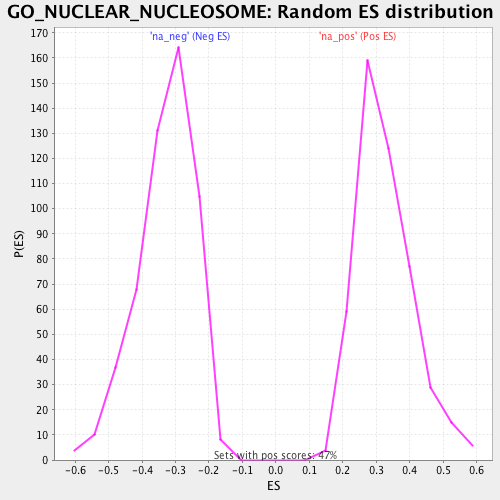 GO_NUCLEAR_NUCLEOSOME: Random ES distribution
'na_neg' (Neg ES)
'na_pos' (Pos ES)
P(ES)
170
160
150
140
130
120
110
100
90
80
70
60
50
40
30
20
10
0
Sets with pos scores: 47%
-0.6 -0.5 -0.4 -0.3 -0.2 -0.1 0.0 0.1 0.2 0.3 0.4 0.5 0.6
ES